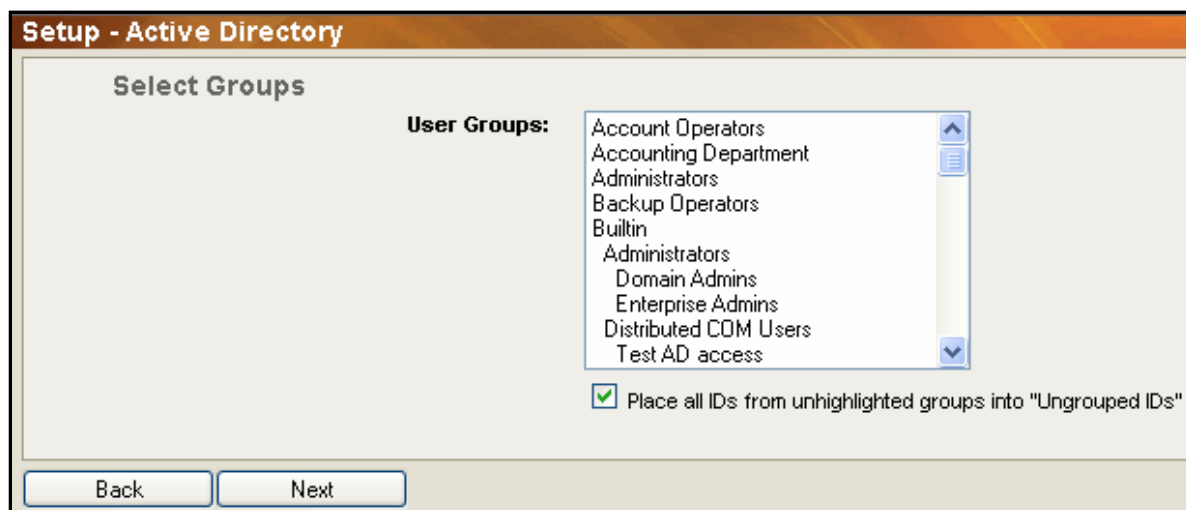 Setup - Active Directory
Select Groups
User Groups:
Account Operators
Accounting Department
Administrators
Backup Operators
Builtin
Administrators
Domain Admins
Enterprise Admins
Distributed COM Users
Test AD access
Place all IDs from unhighlighted groups into "Ungrouped IDs"
Back Next